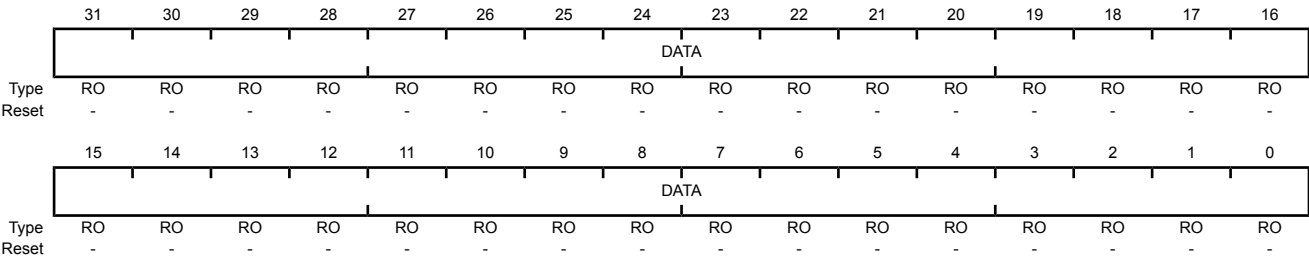 31 30 29 28 27 26 25 24 23 22 21 20 19 18 17 16
DATA
Type RO RO RO RO RO RO RO RO RO RO RO RO RO RO RO RO
Reset - - - - - - - - - - - - - - - -
15 14 13 12 11 10 9 8 7 6 5 4 3 2 1 0
DATA
Type RO RO RO RO RO RO RO RO RO RO RO RO RO RO RO RO
Reset - - - - - - - - - - - - - - - -